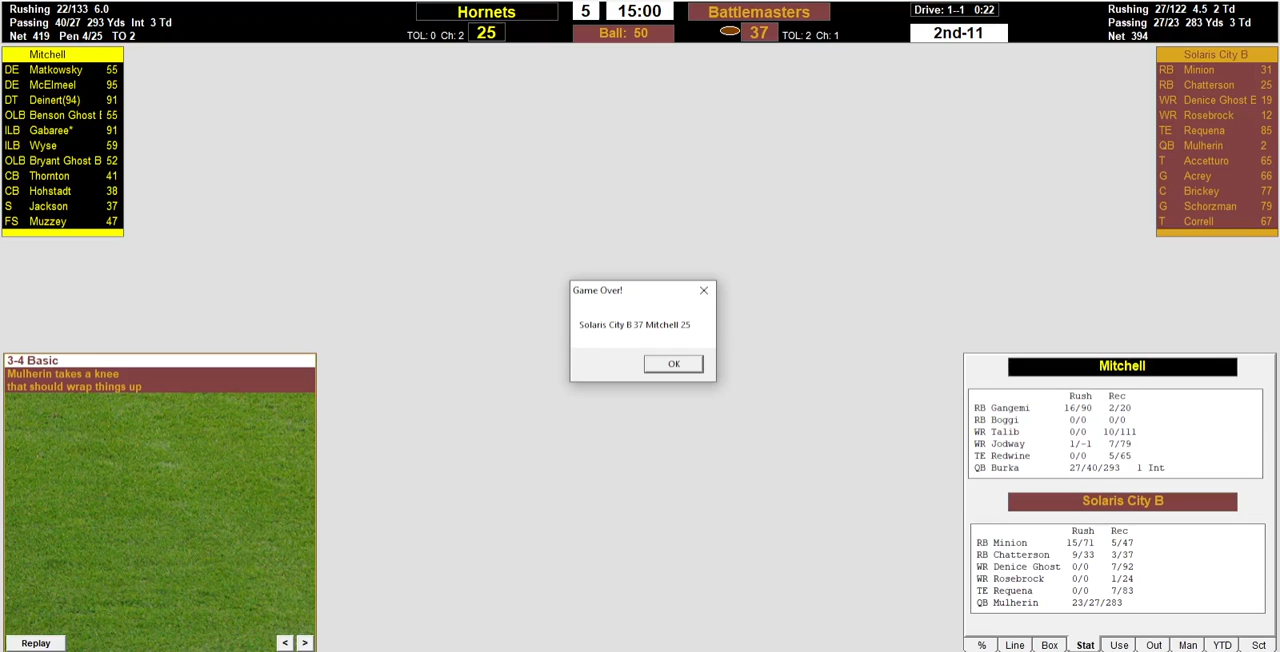 Rushing 22/133 6.0
Passing 40/27 293 Yds Int 3 Td
Net 419 Pen 4/25 TO 2
Hornets 5 15:00 Battlemasters
TOL: 0 Ch: 2 25 Ball: 50 37 TOL: 2 Ch: 1
Drive: 1--1 0:22
2nd-11
Rushing 27/122 4.5 2 Td
Passing 27/23 283 Yds 3 Td
Net 394
Mitchell
DE Matkowsky 55
DE McElmeel 95
DT Deinert(94) 91
OLB Benson Ghost 55
ILB Gabaree* 91
ILB Wyse 59
OLB Bryant Ghost B 52
CB Thornton 41
CB Hohstadt 38
S Jackson 37
FS Muzzey 47
Solaris City B
RB Minion 31
RB Chatterson 25
WR Denice Ghost E 19
WR Rosebrock 12
TE Requena 85
QB Mulherin 2
T Accetturo 65
G Acrey 66
C Brickey 77
G Schorzman 79
T Correll 67
Game Over!
Solaris City B 37 Mitchell 25
OK
3-4 Basic
Mulherin takes a knee
that should wrap things up
Replay < >
Mitchell
Rush Rec
RB Gangemi 16/90 2/20
RB Boggi 0/0 0/0
WR Talib 0/0 10/111
WR Jodway 1/-1 7/79
TE Redwine 0/0 5/65
QB Burka 27/40/293 1 Int
Solaris City B
Rush Rec
RB Minion 15/71 5/47
RB Chatterson 9/33 3/37
WR Denice Ghost 0/0 7/92
WR Rosebrock 0/0 1/24
TE Requena 0/0 7/83
QB Mulherin 23/27/283
% Line Box Stat Use Out Man YTD Sct